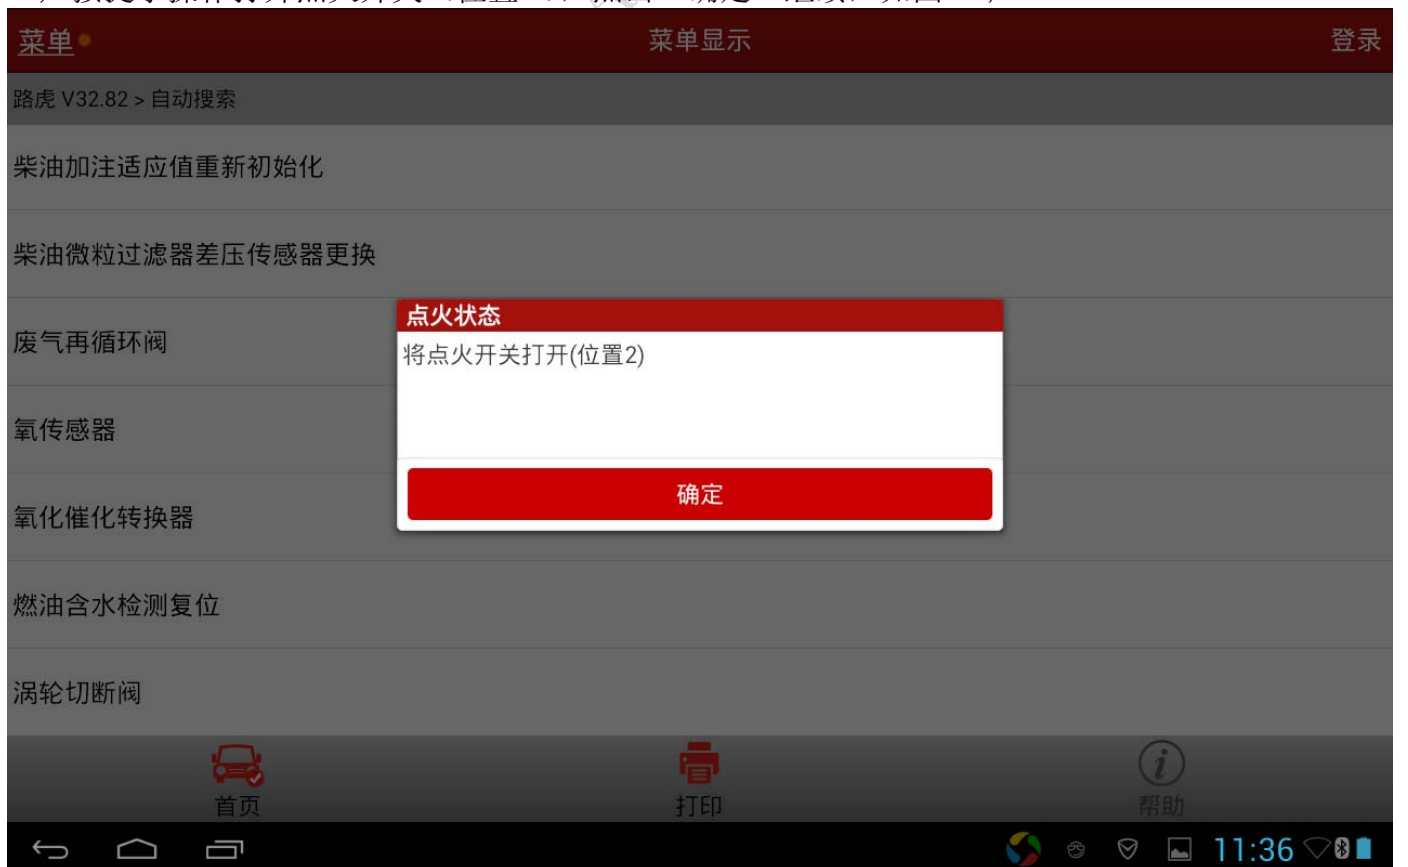 菜单
菜单显示
登录
路虎 V32.82 > 自动搜索
柴油加注适应值重新初始化
柴油微粒过滤器差压传感器更换
废气再循环阀
氧传感器
氧化催化转换器
燃油含水检测复位
涡轮切断阀
点火状态
将点火开关打开(位置2)
确定
首页
打印
帮助
11:36